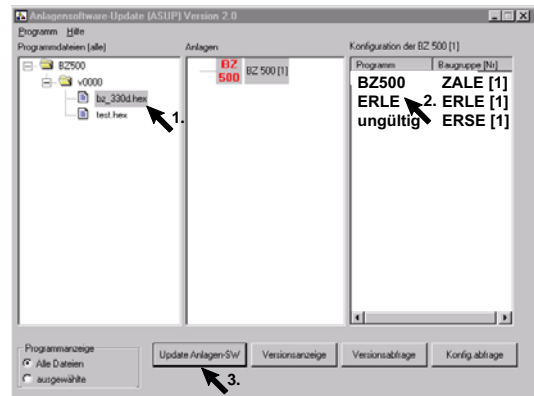 Anlagensoftware-Update (ASUP) Version 2.0
Programm Hilfe
Programmdateien (alle)
BZ500
v0000
bz_330d.hex
1.
test.hex
Anlagen
BZ 500
BZ 500 [1]
Konfiguration der BZ 500 [1]
Programm Baugruppe [Nr]
BZ500 ZALE [1]
ERLE 2. ERLE [1]
ungültig ERSE [1]
Programmanzeige
Alle Dateien
ausgewählte
Update Anlagen-SW Versionsanzeige Versionsabfrage Konfig.abfrage
3.